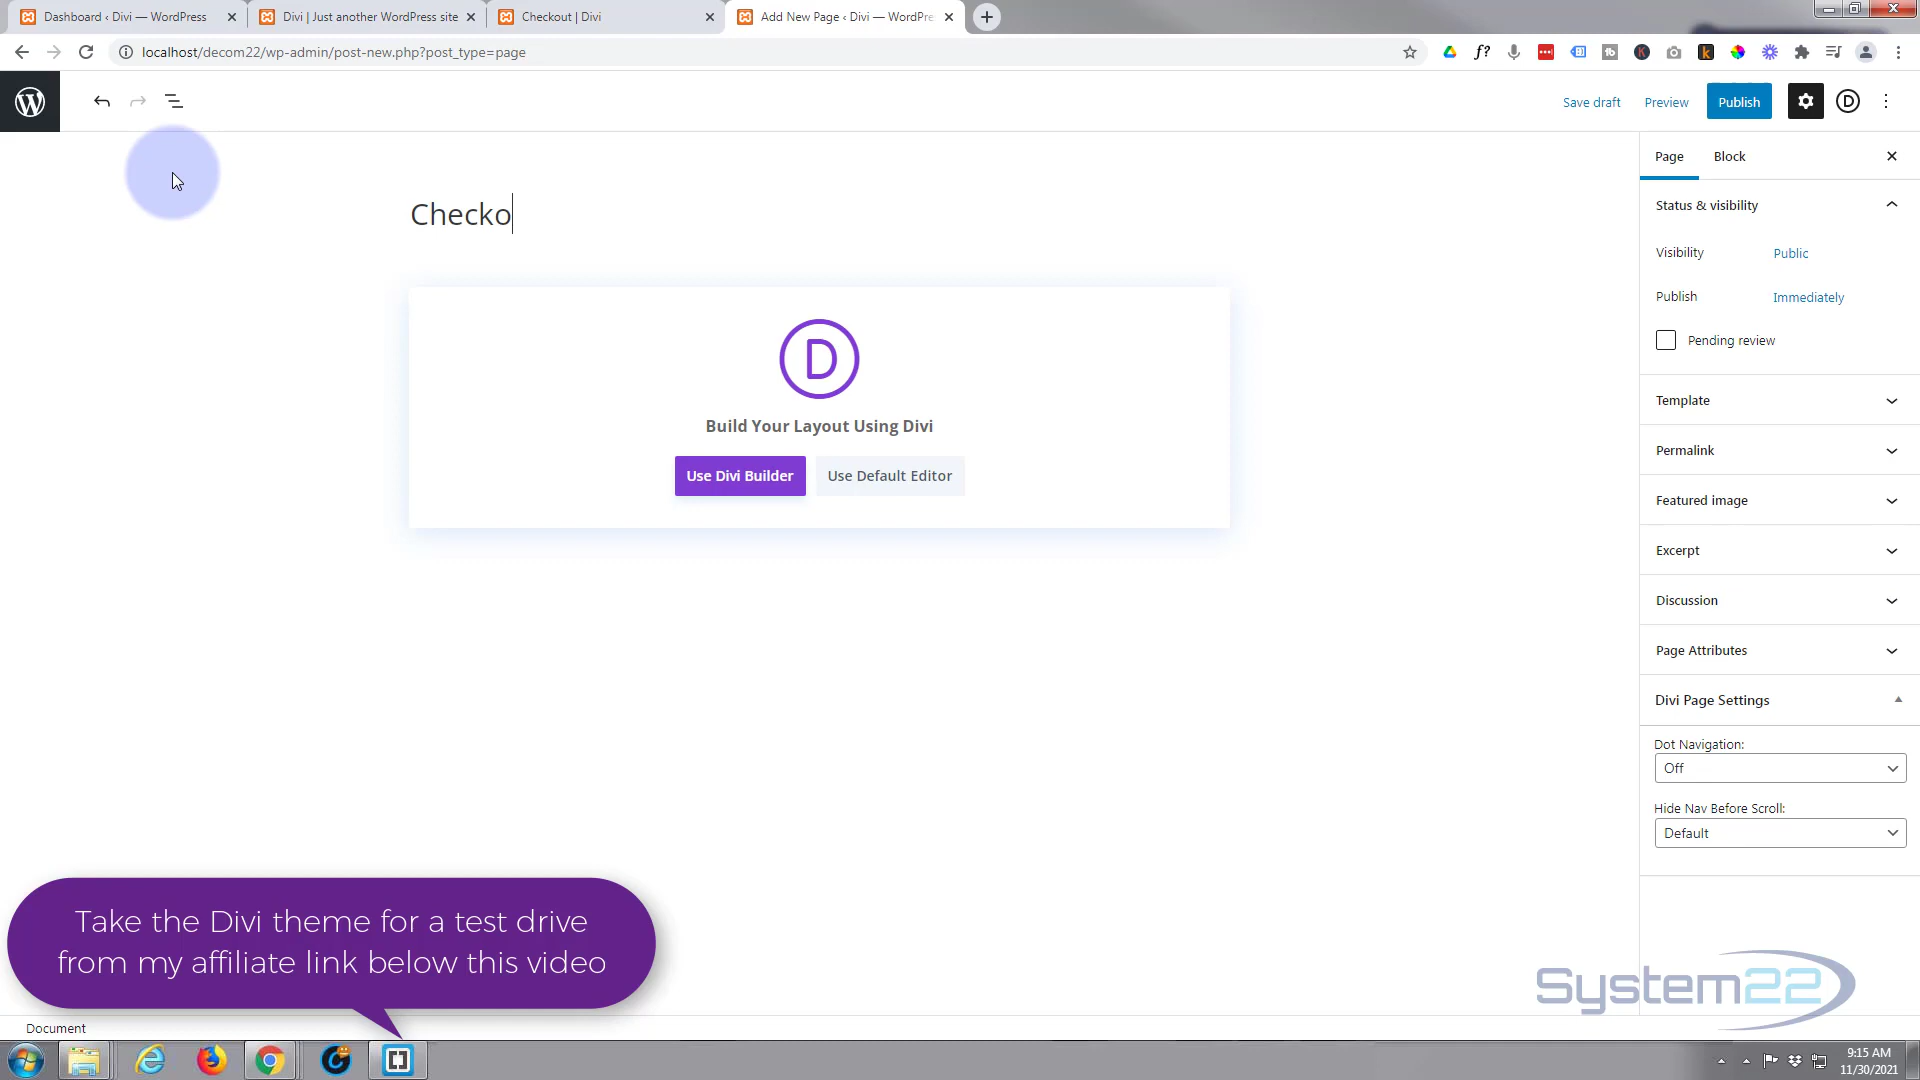 Dashboard ‹ Divi — WordPress
Divi | Just another WordPress site
Checkout | Divi
Add New Page ‹ Divi — WordPre
localhost/decom22/wp-admin/post-new.php?post_type=page
Save draft
Preview
Publish
Page
Block
Checko
Status & visibility
Visibility
Public
Publish
Immediately
Pending review
Build Your Layout Using Divi
Use Divi Builder
Use Default Editor
Template
Permalink
Featured image
Excerpt
Discussion
Page Attributes
Divi Page Settings
Dot Navigation:
Off
Hide Nav Before Scroll:
Default
Take the Divi theme for a test drive
from my affiliate link below this video
System22
Document
9:15 AM
11/30/2021